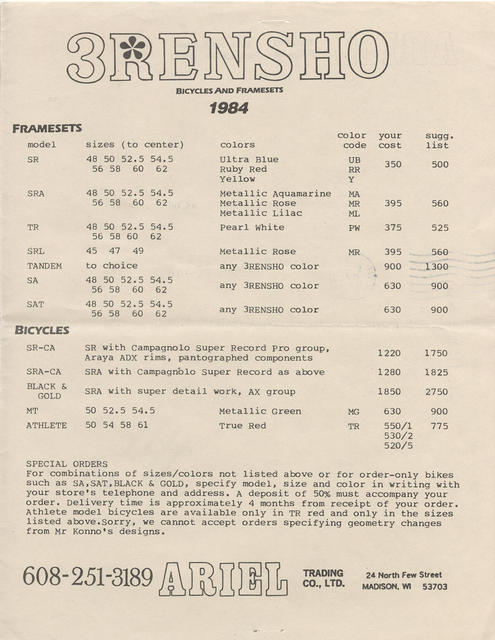 3RENSHO
BICYCLES AND FRAMESETS
1984
FRAMESETS
model sizes (to center) colors color code your cost sugg. list
SR 48 50 52.5 54.5 Ultra Blue UB
56 58 60 62 Ruby Red RR 350 500
Yellow Y
SRA 48 50 52.5 54.5 Metallic Aquamarine MA
56 58 60 62 Metallic Rose MR 395 560
Metallic Lilac ML
TR 48 50 52.5 54.5 Pearl White PW 375 525
56 58 60 62
SRL 45 47 49 Metallic Rose MR 395 560
TANDEM to choice any 3RENSHO color 900 1300
SA 48 50 52.5 54.5 any 3RENSHO color 630 900
56 58 60 62
SAT 48 50 52.5 54.5 any 3RENSHO color 630 900
56 58 60 62
BICYCLES
SR-CA SR with Campagnolo Super Record Pro group, 1220 1750
Araya ADX rims, pantographed components
SRA-CA SRA with Campagnolo Super Record as above 1280 1825
BLACK & GOLD SRA with super detail work, AX group 1850 2750
MT 50 52.5 54.5 Metallic Green MG 630 900
ATHLETE 50 54 58 61 True Red TR 550/1 775
530/2
520/5
SPECIAL ORDERS
For combinations of sizes/colors not listed above or for order-only bikes
such as SA,SAT,BLACK & GOLD, specify model, size and color in writing with
your store's telephone and address. A deposit of 50% must accompany your
order. Delivery time is approximately 4 months from receipt of your order.
Athlete model bicycles are available only in TR red and only in the sizes
listed above.Sorry, we cannot accept orders specifying geometry changes
from Mr Konno's designs.
608-251-3189 ARIEL TRADING CO., LTD. 24 North Few Street
MADISON, WI 53703